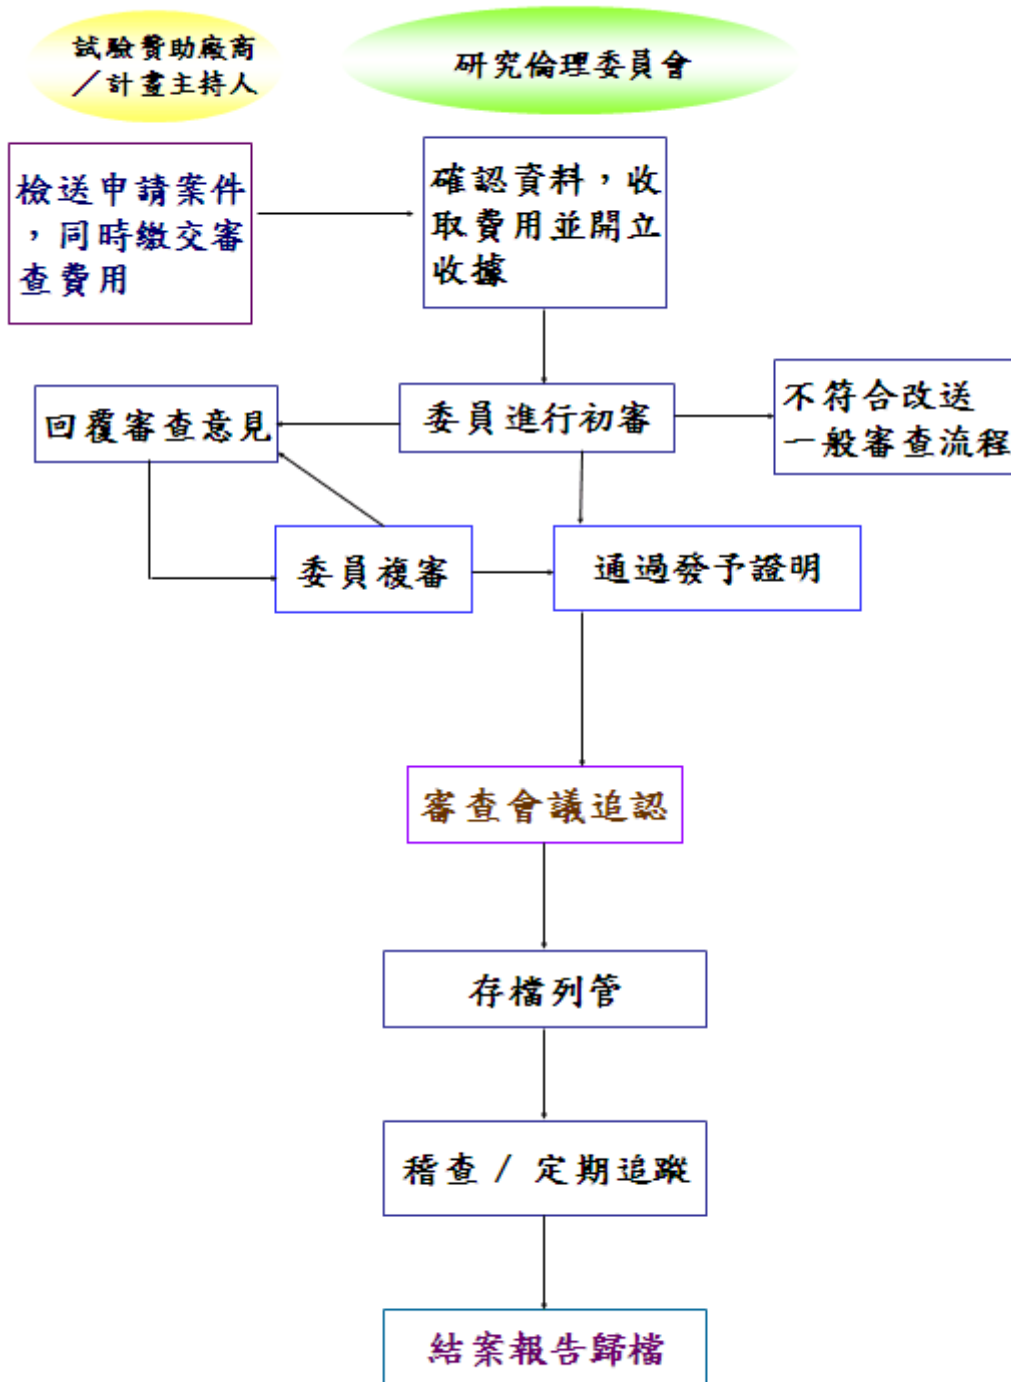 試驗贊助廠商
／計畫主持人
研究倫理委員會
檢送申請案件
，同時繳交審
查費用
確認資料，收
取費用並開立
收據
回覆審查意見
委員進行初審
不符合改送
一般審查流程
委員複審
通過發予證明
審查會議追認
存檔列管
稽查 / 定期追蹤
結案報告歸檔